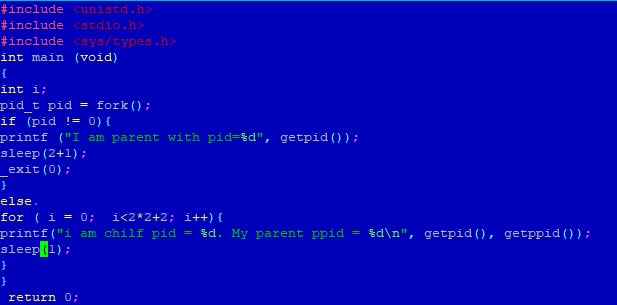 #include <unistd.h>
#include <stdio.h>
#include <sys/types.h>
int main (void)
{
int i;
pid_t pid = fork();
if (pid != 0){
printf ("I am parent with pid=%d", getpid());
sleep(2+1);
_exit(0);
}
else.
for ( i = 0;  i<2*2+2; i++){
printf("i am chilf pid = %d. My parent ppid = %d\n", getpid(), getppid());
sleep(1);
}
}
 return 0;